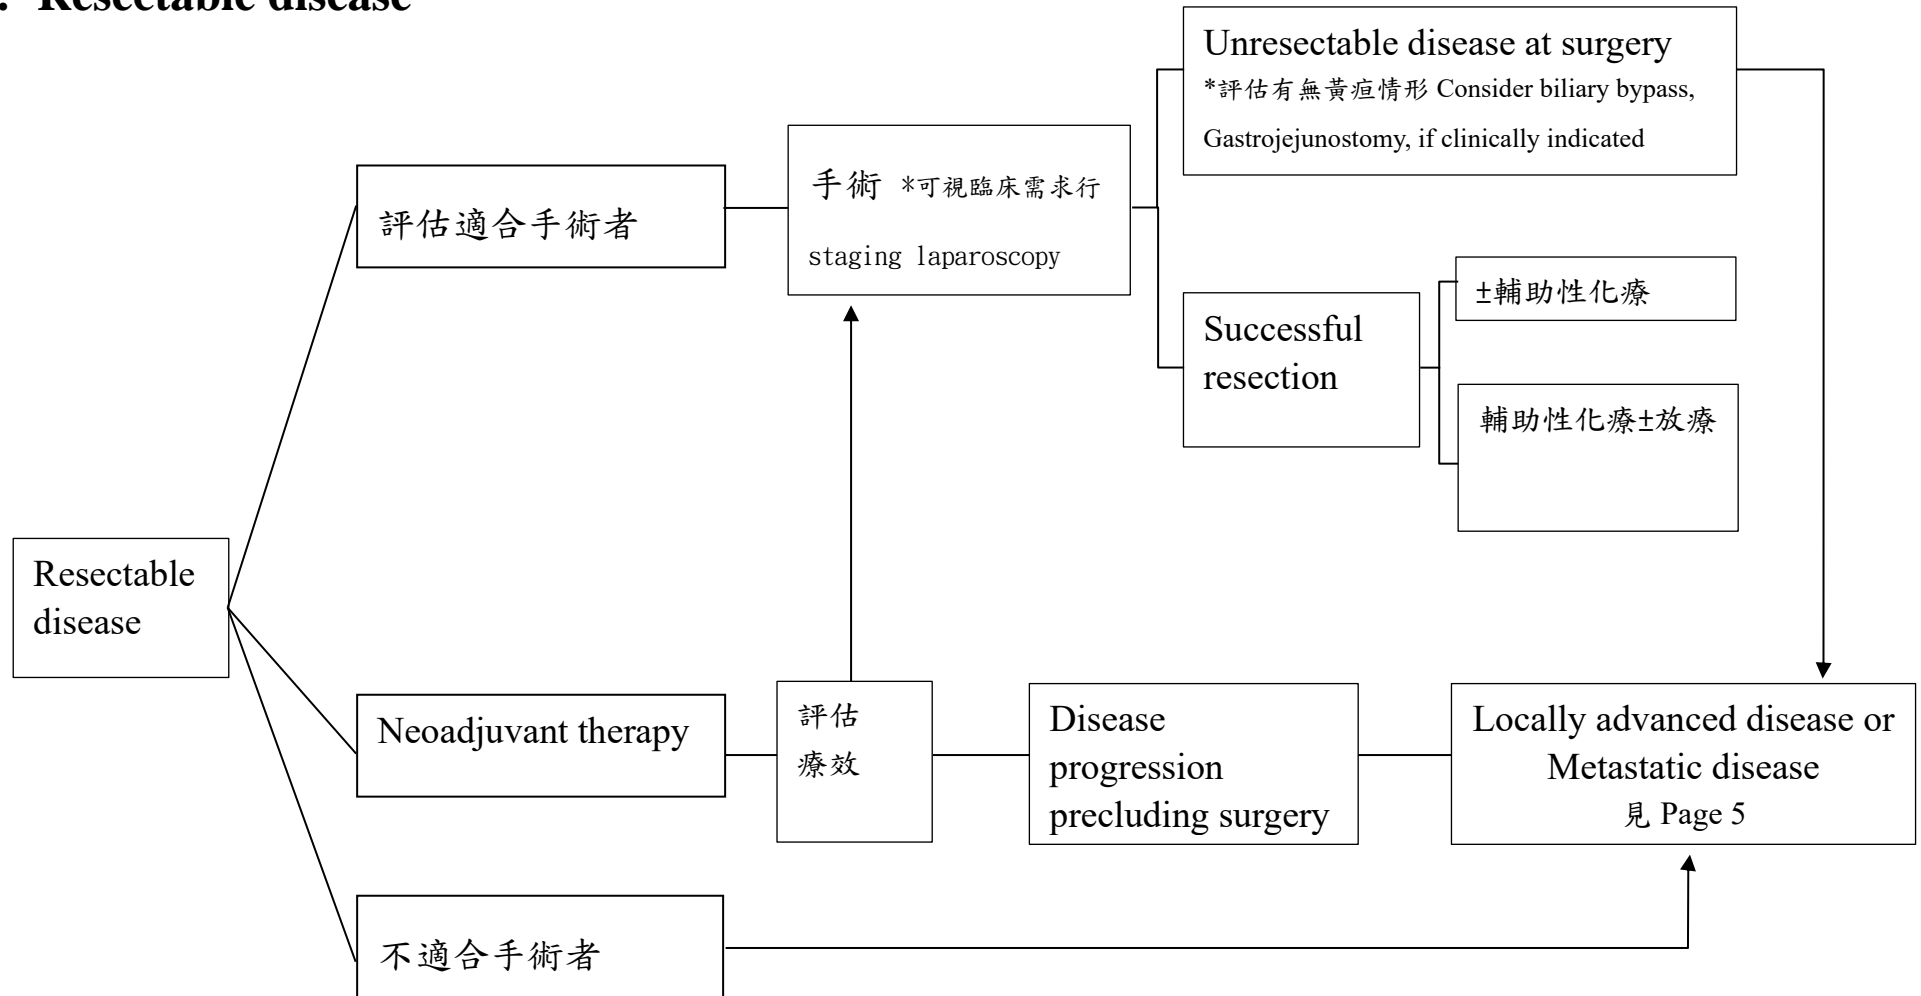 . Resectable disease
Unresectable disease at surgery
*評估有無黃疸情形 Consider biliary bypass,
Gastrojejunostomy, if clinically indicated
評估適合手術者
手術 *可視臨床需求行
staging laparoscopy
±輔助性化療
Successful
resection
輔助性化療±放療
Resectable
disease
Neoadjuvant therapy
評估
療效
Disease
progression
precluding surgery
Locally advanced disease or
Metastatic disease
見 Page 5
不適合手術者